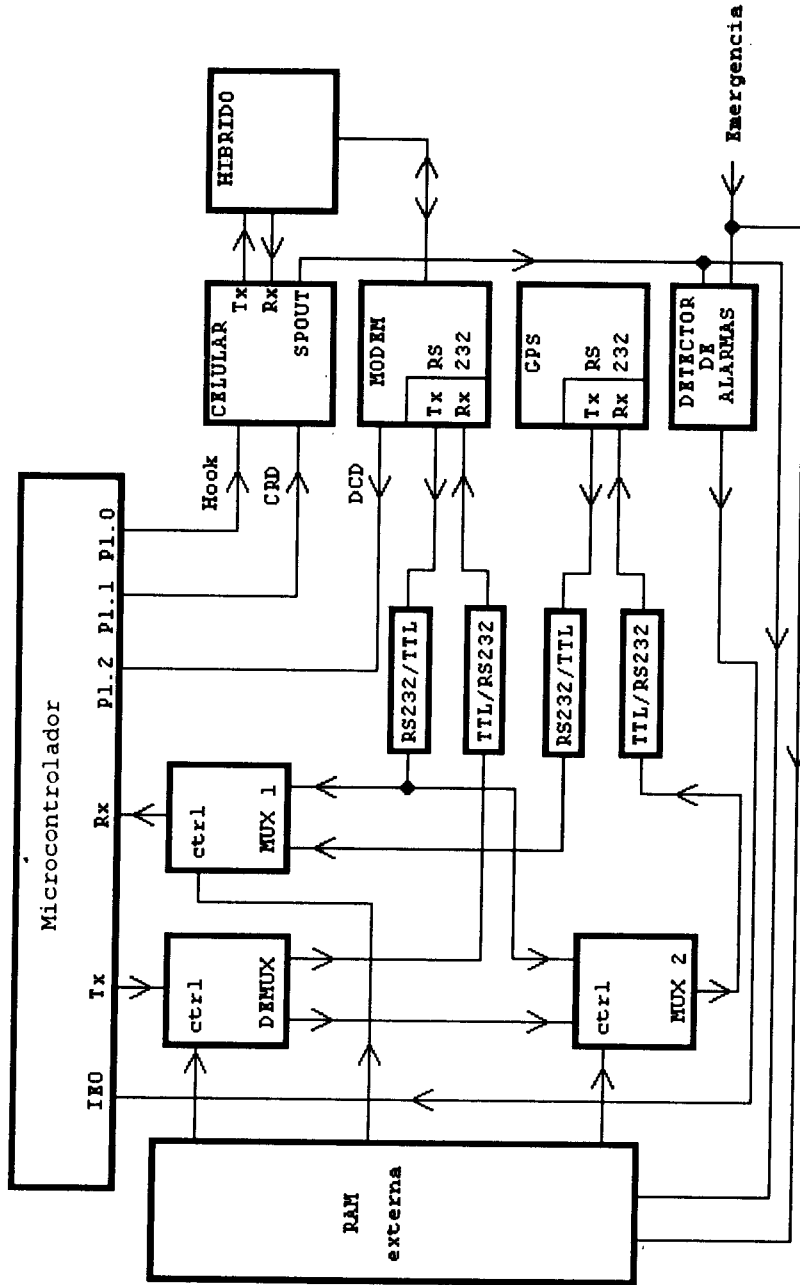 Microcontrolador
IE0
Tx
Rx
P1.2
P1.1
P1.0
RAM
externa
ctrl
DEMUX
ctrl
MUX 1
ctrl
MUX 2
RS232/TTL
TTL/RS232
RS232/TTL
TTL/RS232
Hook
CRD
DCD
CELULAR
Tx
Rx
SPOUT
HIBRIDO
MODEM
Tx
RS
Rx
232
GPS
Tx
RS
Rx
232
DETECTOR
DE
ALARMAS
Emergencia